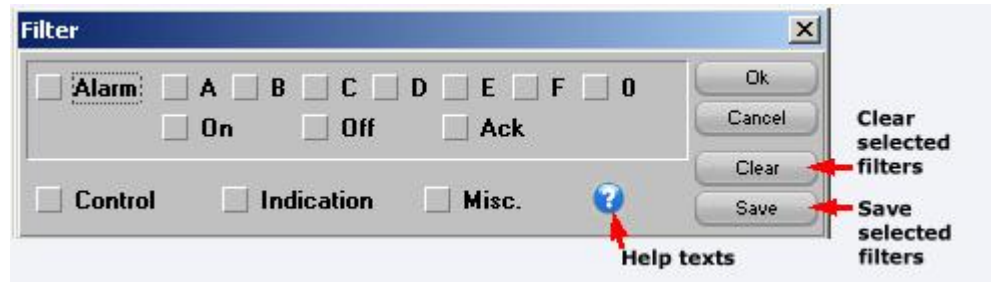 Filter
Alarm A B C D E F 0 Ok
On Off Ack Cancel
Clear
selected
filters
Clear
Control Indication Misc. ? Save
Save
selected
filters
Help texts